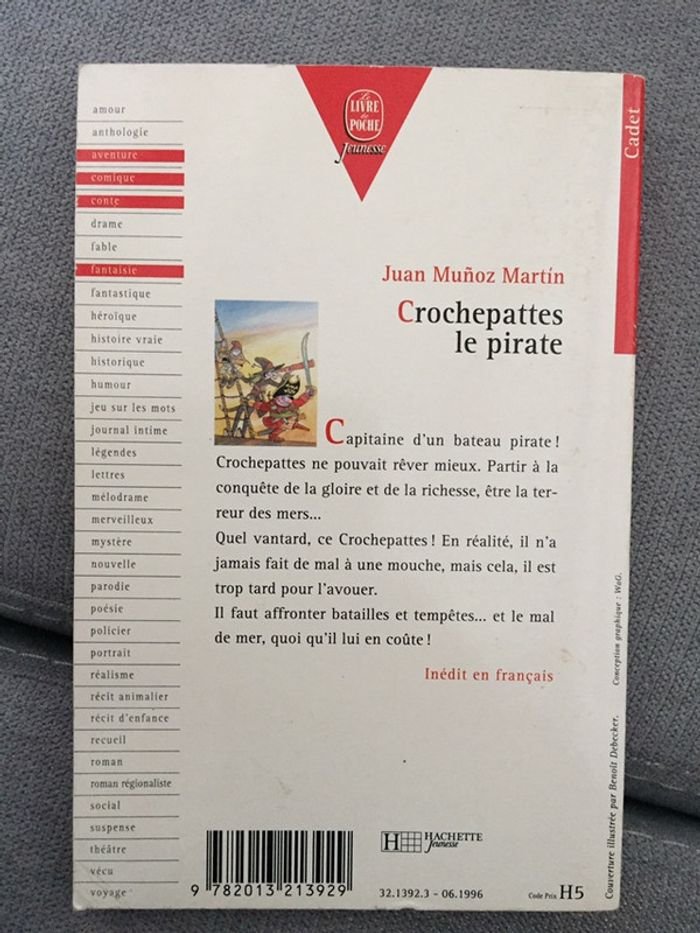 Le
LIVRE
de
POCHE
Jeunesse
Cadet
amour
anthologie
aventure
comique
conte
drame
fable
fantaisie
fantastique
héroïque
histoire vraie
historique
humour
jeu sur les mots
journal intime
légendes
lettres
mélodrame
merveilleux
mystère
nouvelle
parodie
poésie
policier
portrait
réalisme
récit animalier
récit d'enfance
recueil
roman
roman régionaliste
social
suspense
théâtre
vécu
voyage
Juan Muñoz Martín
Crochepattes
le pirate
Capitaine d'un bateau pirate !
Crochepattes ne pouvait rêver mieux. Partir à la
conquête de la gloire et de la richesse, être la ter-
reur des mers...
Quel vantard, ce Crochepattes ! En réalité, il n'a
jamais fait de mal à une mouche, mais cela, il est
trop tard pour l'avouer.
Il faut affronter batailles et tempêtes... et le mal
de mer, quoi qu'il lui en coûte !
Inédit en français
Couverture illustrée par Benoît Debecker.
Conception graphique : WaG.
9 782013 213929
H HACHETTE
Jeunesse
32.1392.3 – 06.1996
Code Prix H5